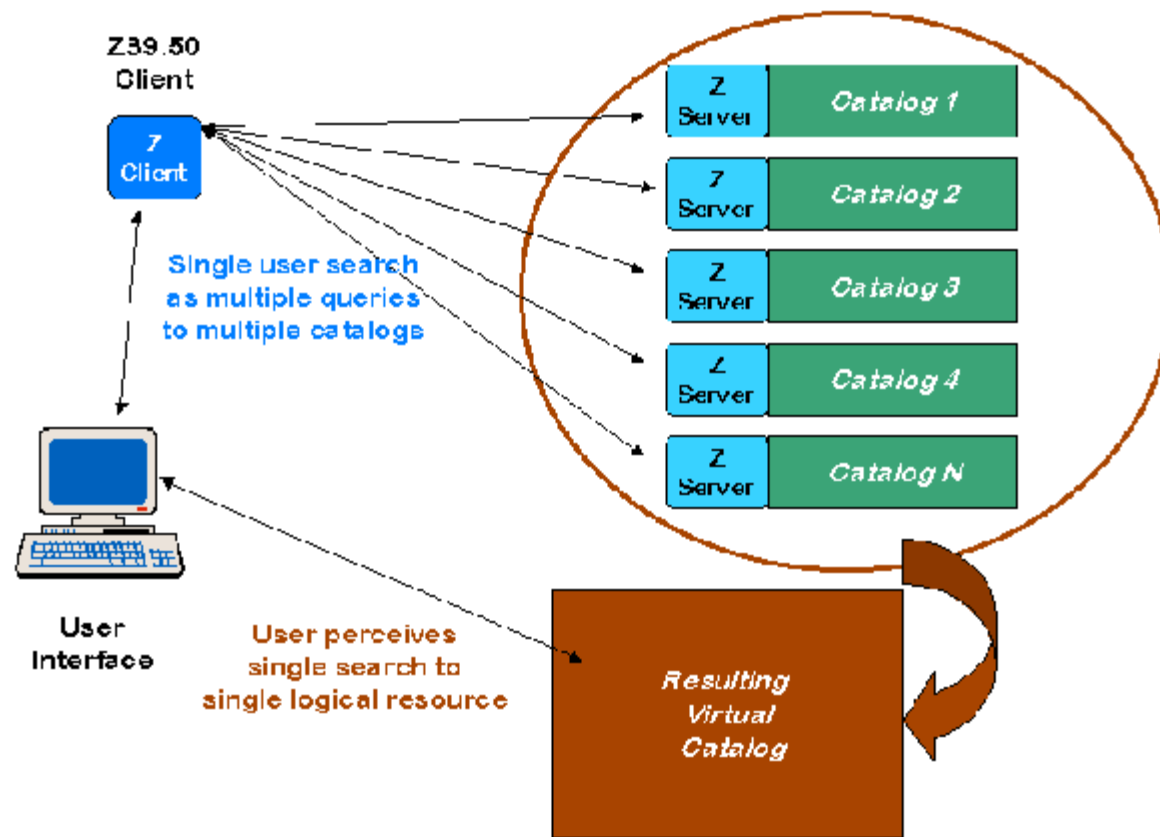 Z39.50
Client
Z
Client
Single user search
as multiple queries
to multiple catalogs
Z
Server
Catalog 1
Z
Server
Catalog 2
Z
Server
Catalog 3
Z
Server
Catalog 4
Z
Server
Catalog N
User
Interface
User perceives
single search to
single logical resource
Resulting
Virtual
Catalog